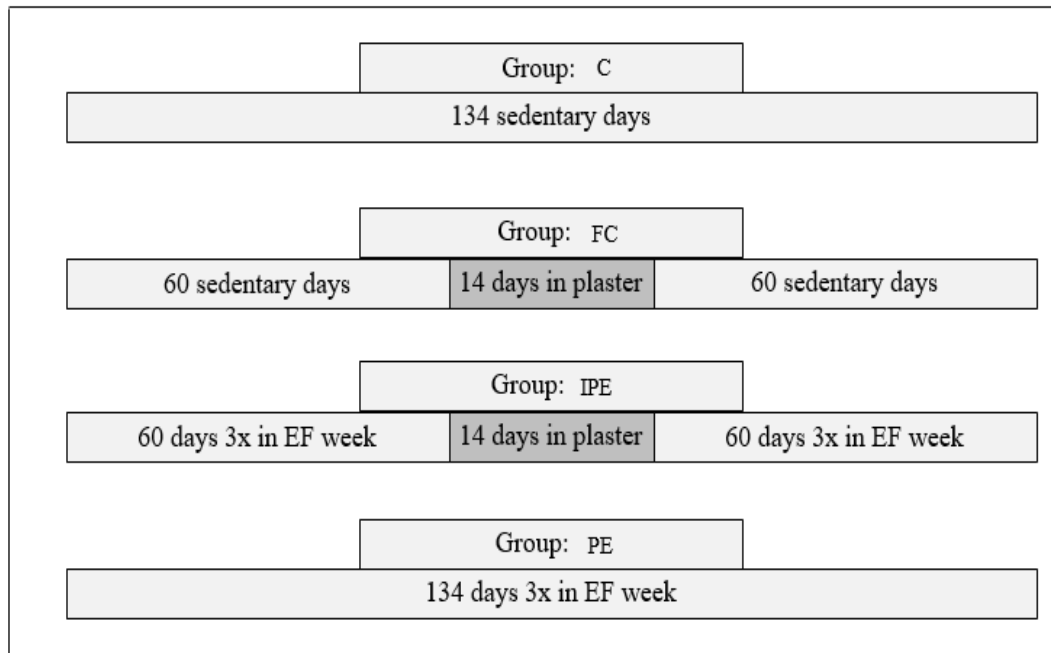 Group: C
134 sedentary days
Group: FC
60 sedentary days 14 days in plaster 60 sedentary days
Group: IPE
60 days 3x in EF week 14 days in plaster 60 days 3x in EF week
Group: PE
134 days 3x in EF week